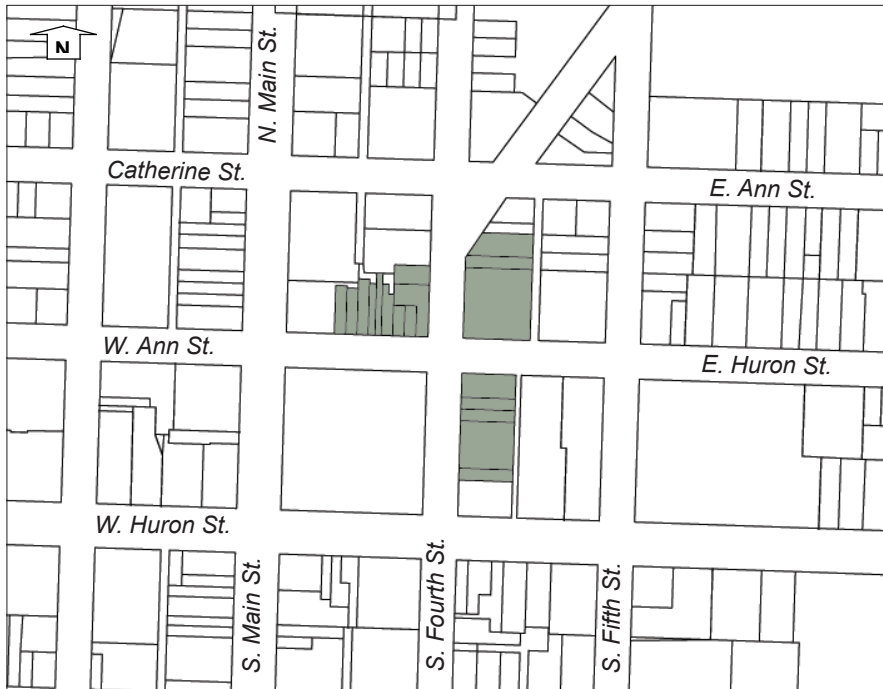 N
N. Main St.
Catherine St.
E. Ann St.
W. Ann St.
E. Huron St.
W. Huron St.
S. Main St.
S. Fourth St.
S. Fifth St.